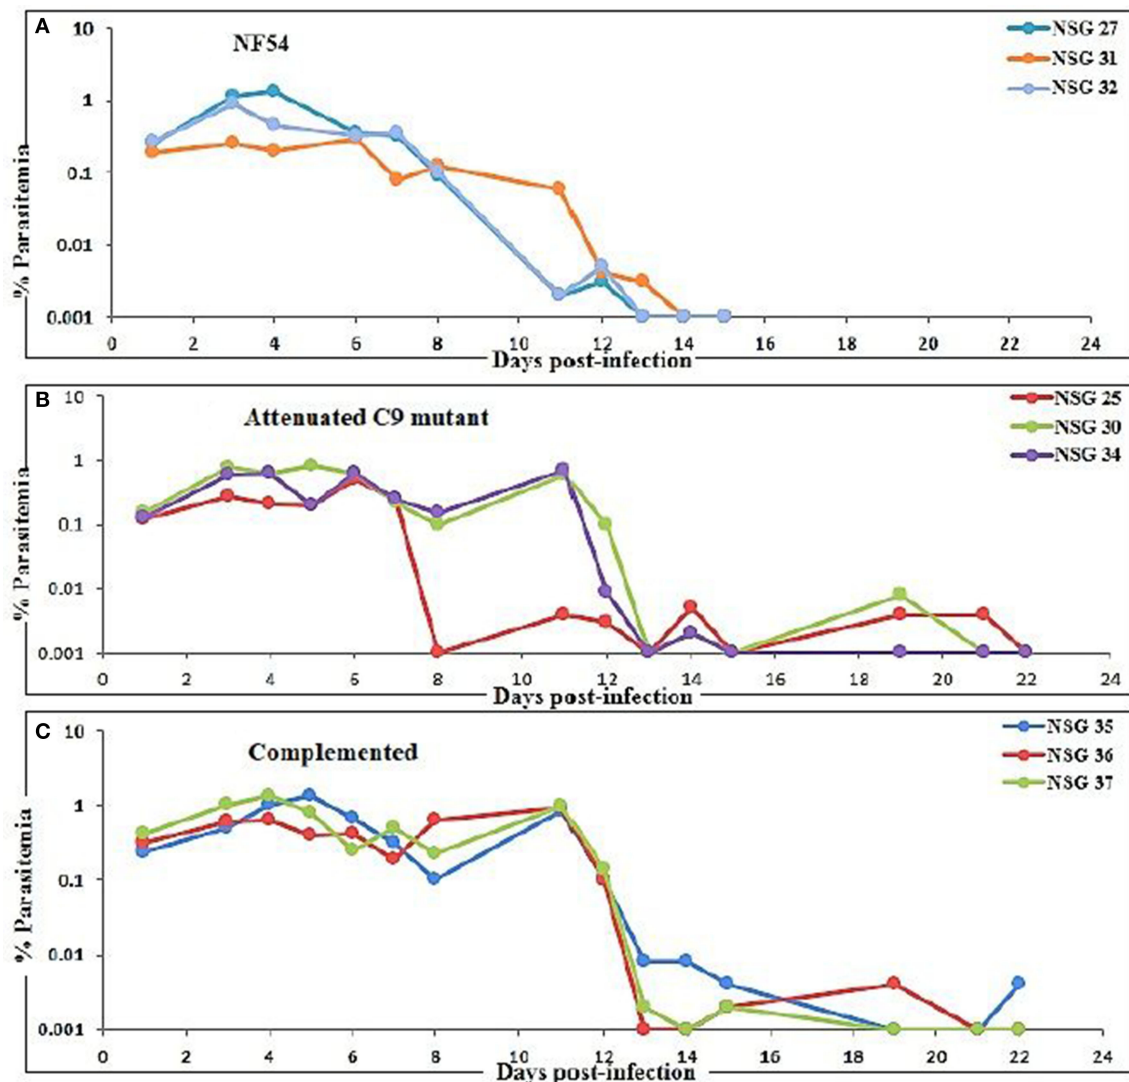 A
NF54
NSG 27
NSG 31
NSG 32
% Parasitemia
10
1
0.1
0.01
0.001
0 2 4 6 8 10 12 14 16 18 20 22 24
Days post-infection
B
Attenuated C9 mutant
NSG 25
NSG 30
NSG 34
% Parasitemia
10
1
0.1
0.01
0.001
0 2 4 6 8 10 12 14 16 18 20 22 24
Days post-infection
C
Complemented
NSG 35
NSG 36
NSG 37
% Parasitemia
10
1
0.1
0.01
0.001
0 2 4 6 8 10 12 14 16 18 20 22 24
Days post-infection